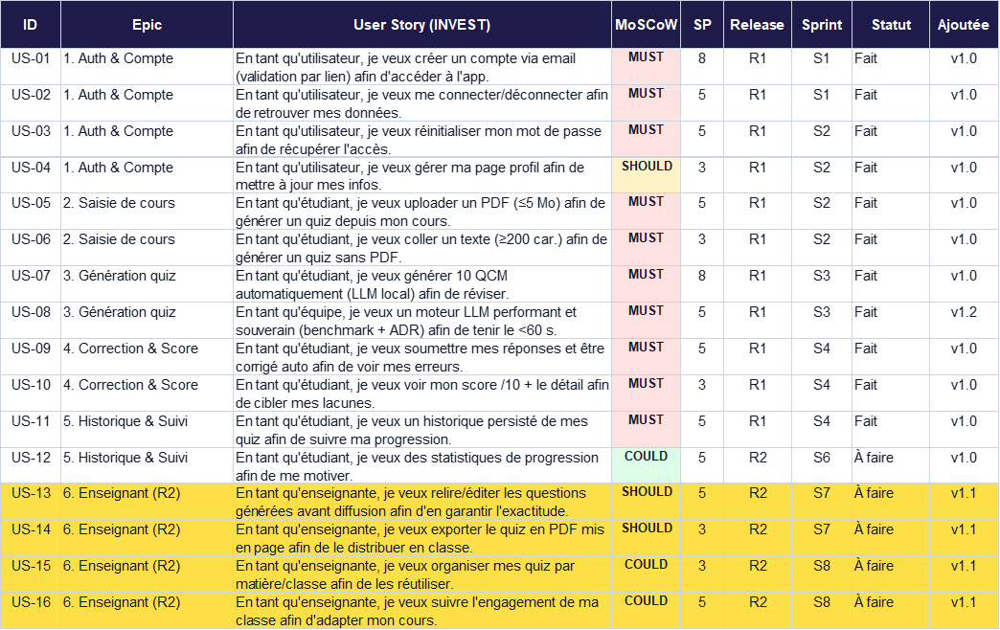 ID Epic User Story (INVEST) MoSCoW SP Release Sprint Statut Ajoutée
US-01 1. Auth & Compte En tant qu'utilisateur, je veux créer un compte via email MUST 8 R1 S1 Fait v1.0
(validation par lien) afin d'accéder à l'app.
US-02 1. Auth & Compte En tant qu'utilisateur, je veux me connecter/déconnecter afin MUST 5 R1 S1 Fait v1.0
de retrouver mes données.
US-03 1. Auth & Compte En tant qu'utilisateur, je veux réinitialiser mon mot de passe MUST 5 R1 S2 Fait v1.0
afin de récupérer l'accès.
US-04 1. Auth & Compte En tant qu'utilisateur, je veux gérer ma page profil afin de SHOULD 3 R1 S2 Fait v1.0
mettre à jour mes infos.
US-05 2. Saisie de cours En tant qu'étudiant, je veux uploader un PDF (≤5 Mo) afin de MUST 5 R1 S2 Fait v1.0
générer un quiz depuis mon cours.
US-06 2. Saisie de cours En tant qu'étudiant, je veux coller un texte (≥200 car.) afin de MUST 3 R1 S2 Fait v1.0
générer un quiz sans PDF.
US-07 3. Génération quiz En tant qu'étudiant, je veux générer 10 QCM MUST 8 R1 S3 Fait v1.0
automatiquement (LLM local) afin de réviser.
US-08 3. Génération quiz En tant qu'équipe, je veux un moteur LLM performant et MUST 5 R1 S3 Fait v1.2
souverain (benchmark + ADR) afin de tenir le <60 s.
US-09 4. Correction & Score En tant qu'étudiant, je veux soumettre mes réponses et être MUST 5 R1 S4 Fait v1.0
corrigé auto afin de voir mes erreurs.
US-10 4. Correction & Score En tant qu'étudiant, je veux voir mon score /10 + le détail afin MUST 3 R1 S4 Fait v1.0
de cibler mes lacunes.
US-11 5. Historique & Suivi En tant qu'étudiant, je veux un historique persisté de mes MUST 5 R1 S4 Fait v1.0
quiz afin de suivre ma progression.
US-12 5. Historique & Suivi En tant qu'étudiant, je veux des statistiques de progression COULD 5 R2 S6 À faire v1.0
afin de me motiver.
US-13 6. Enseignant (R2) En tant qu'enseignante, je veux relire/éditer les questions SHOULD 5 R2 S7 À faire v1.1
générées avant diffusion afin d'en garantir l'exactitude.
US-14 6. Enseignant (R2) En tant qu'enseignante, je veux exporter le quiz en PDF mis SHOULD 3 R2 S7 À faire v1.1
en page afin de le distribuer en classe.
US-15 6. Enseignant (R2) En tant qu'enseignante, je veux organiser mes quiz par COULD 3 R2 S8 À faire v1.1
matière/classe afin de les réutiliser.
US-16 6. Enseignant (R2) En tant qu'enseignante, je veux suivre l'engagement de ma COULD 5 R2 S8 À faire v1.1
classe afin d'adapter mon cours.